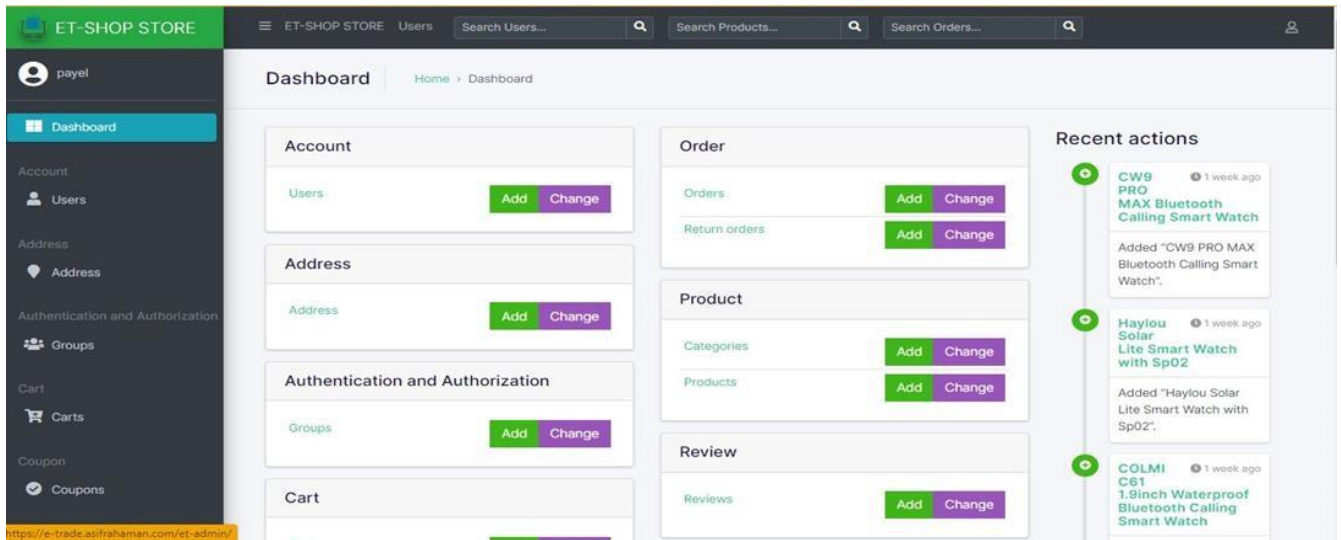 ET-SHOP STORE
ET-SHOP STORE Users Search Users... Search Products... Search Orders...
payel
Dashboard
Account
Users
Address
Address
Authentication and Authorization
Groups
Cart
Carts
Coupon
Coupons
https://e-trade.asifrahaman.com/et-admin/
Dashboard Home › Dashboard
Account
Users Add Change
Address
Address Add Change
Authentication and Authorization
Groups Add Change
Cart
Order
Orders Add Change
Return orders Add Change
Product
Categories Add Change
Products Add Change
Review
Reviews Add Change
Recent actions
CW9 1 week ago
PRO
MAX Bluetooth
Calling Smart Watch
Added "CW9 PRO MAX
Bluetooth Calling Smart
Watch".
Haylou 1 week ago
Solar
Lite Smart Watch
with Sp02
Added "Haylou Solar
Lite Smart Watch with
Sp02".
COLMI 1 week ago
C61
1.9inch Waterproof
Bluetooth Calling
Smart Watch